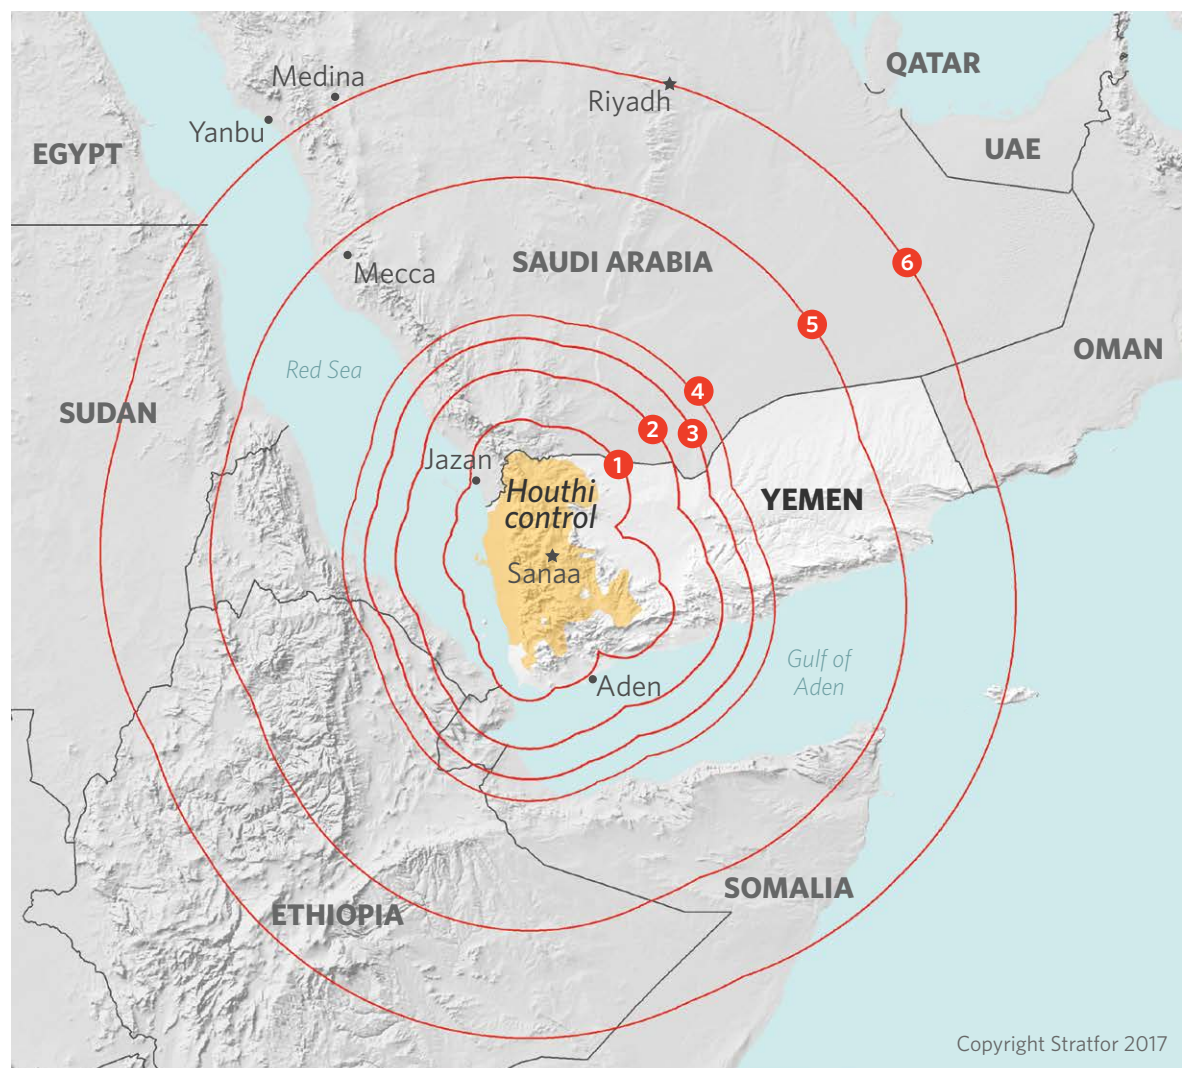 QATAR
Medina
Riyadh
Yanbu
EGYPT
UAE
6
SAUDI ARABIA
Mecca
5
OMAN
Red Sea
4
SUDAN
2
3
Jazan
1
Houthi
control
YEMEN
Sanaa
Gulf of
Aden
Aden
SOMALIA
ETHIOPIA
Copyright Stratfor 2017